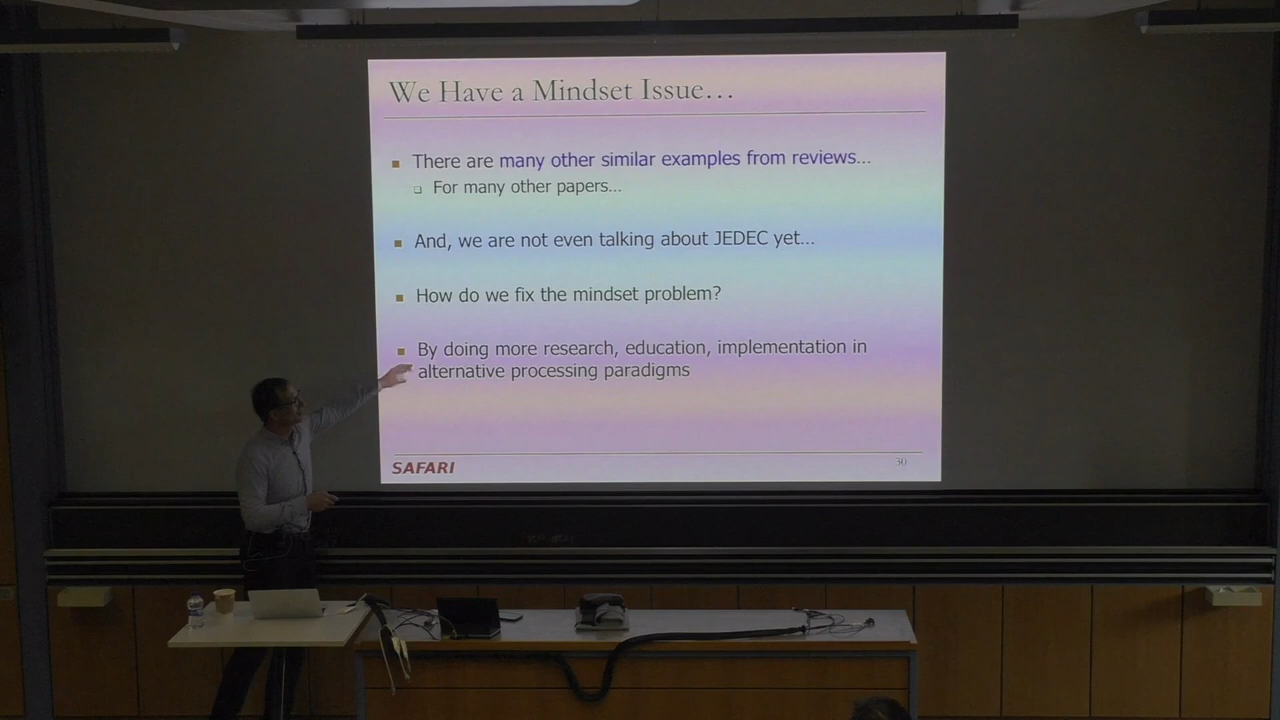 We Have a Mindset Issue…
There are many other similar examples from reviews…
For many other papers…
And, we are not even talking about JEDEC yet…
How do we fix the mindset problem?
By doing more research, education, implementation in
alternative processing paradigms
SAFARI
30